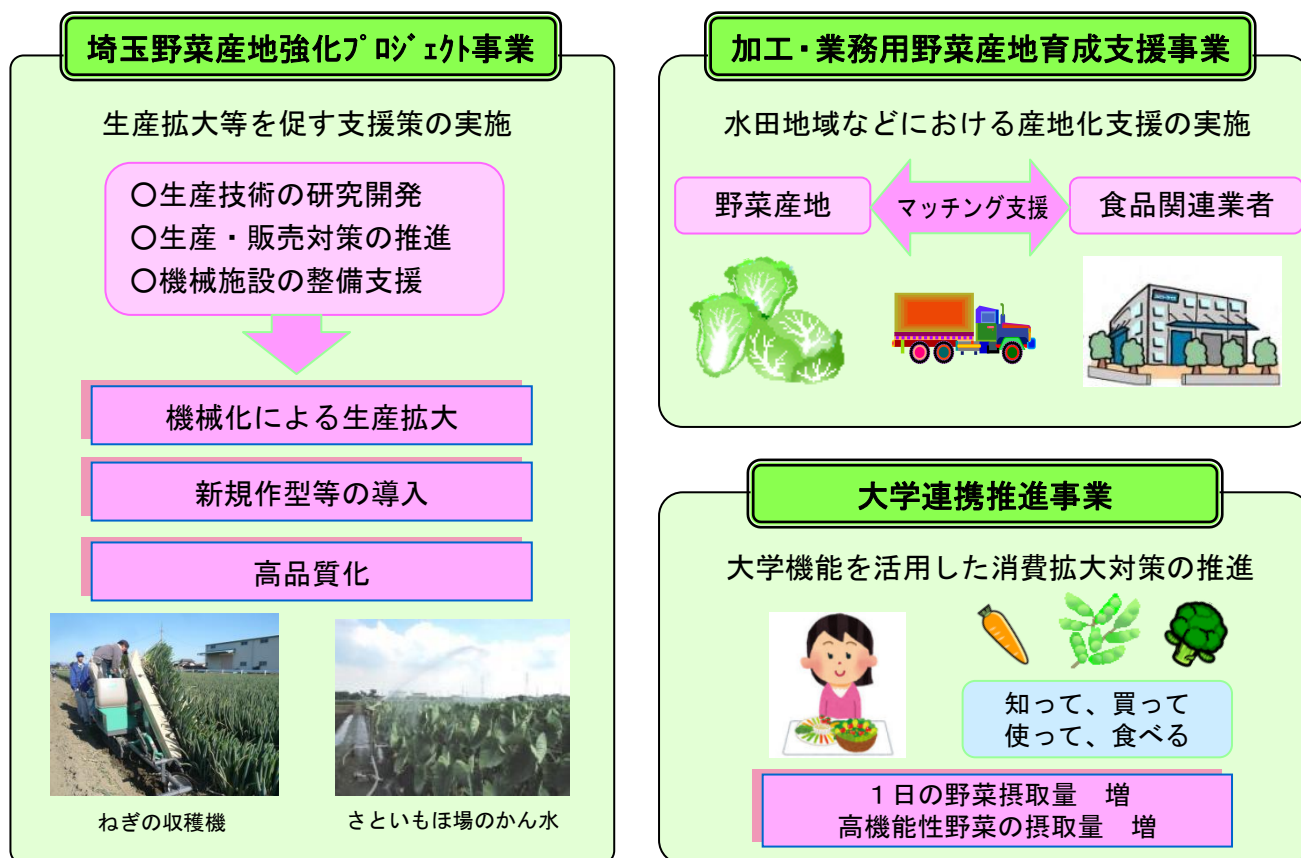 埼玉野菜産地強化プロジェクト事業
生産拡大等を促す支援策の実施
○生産技術の研究開発
○生産・販売対策の推進
○機械施設の整備支援
機械化による生産拡大
新規作型等の導入
高品質化
ねぎの収穫機
さといもほ場のかん水
加工・業務用野菜産地育成支援事業
水田地域などにおける産地化支援の実施
野菜産地
マッチング支援
食品関連業者
大学連携推進事業
大学機能を活用した消費拡大対策の推進
知って、買って
使って、食べる
１日の野菜摂取量　増
高機能性野菜の摂取量　増